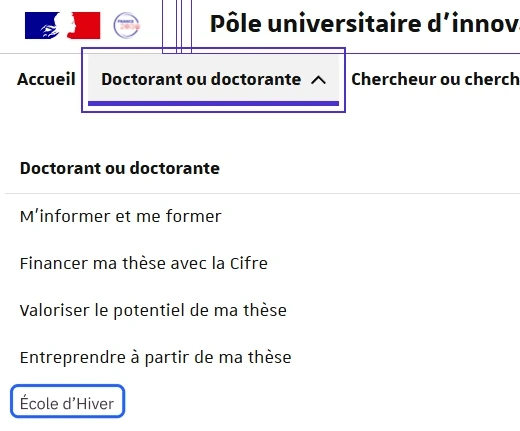 Pôle universitaire d’innov
Accueil Doctorant ou doctorante Chercheur ou cherch
Doctorant ou doctorante
M’informer et me former
Financer ma thèse avec la Cifre
Valoriser le potentiel de ma thèse
Entreprendre à partir de ma thèse
École d’Hiver